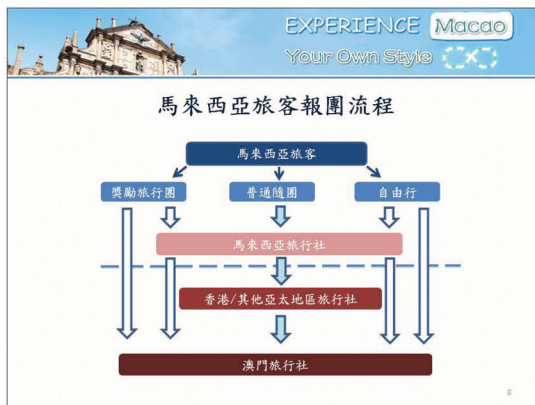 EXPERIENCE Macao
Your Own Style
馬來西亞旅客報團流程
馬來西亞旅客
獎勵旅行團 普通隨團 自由行
馬來西亞旅行社
香港/其他亞太地區旅行社
澳門旅行社
8